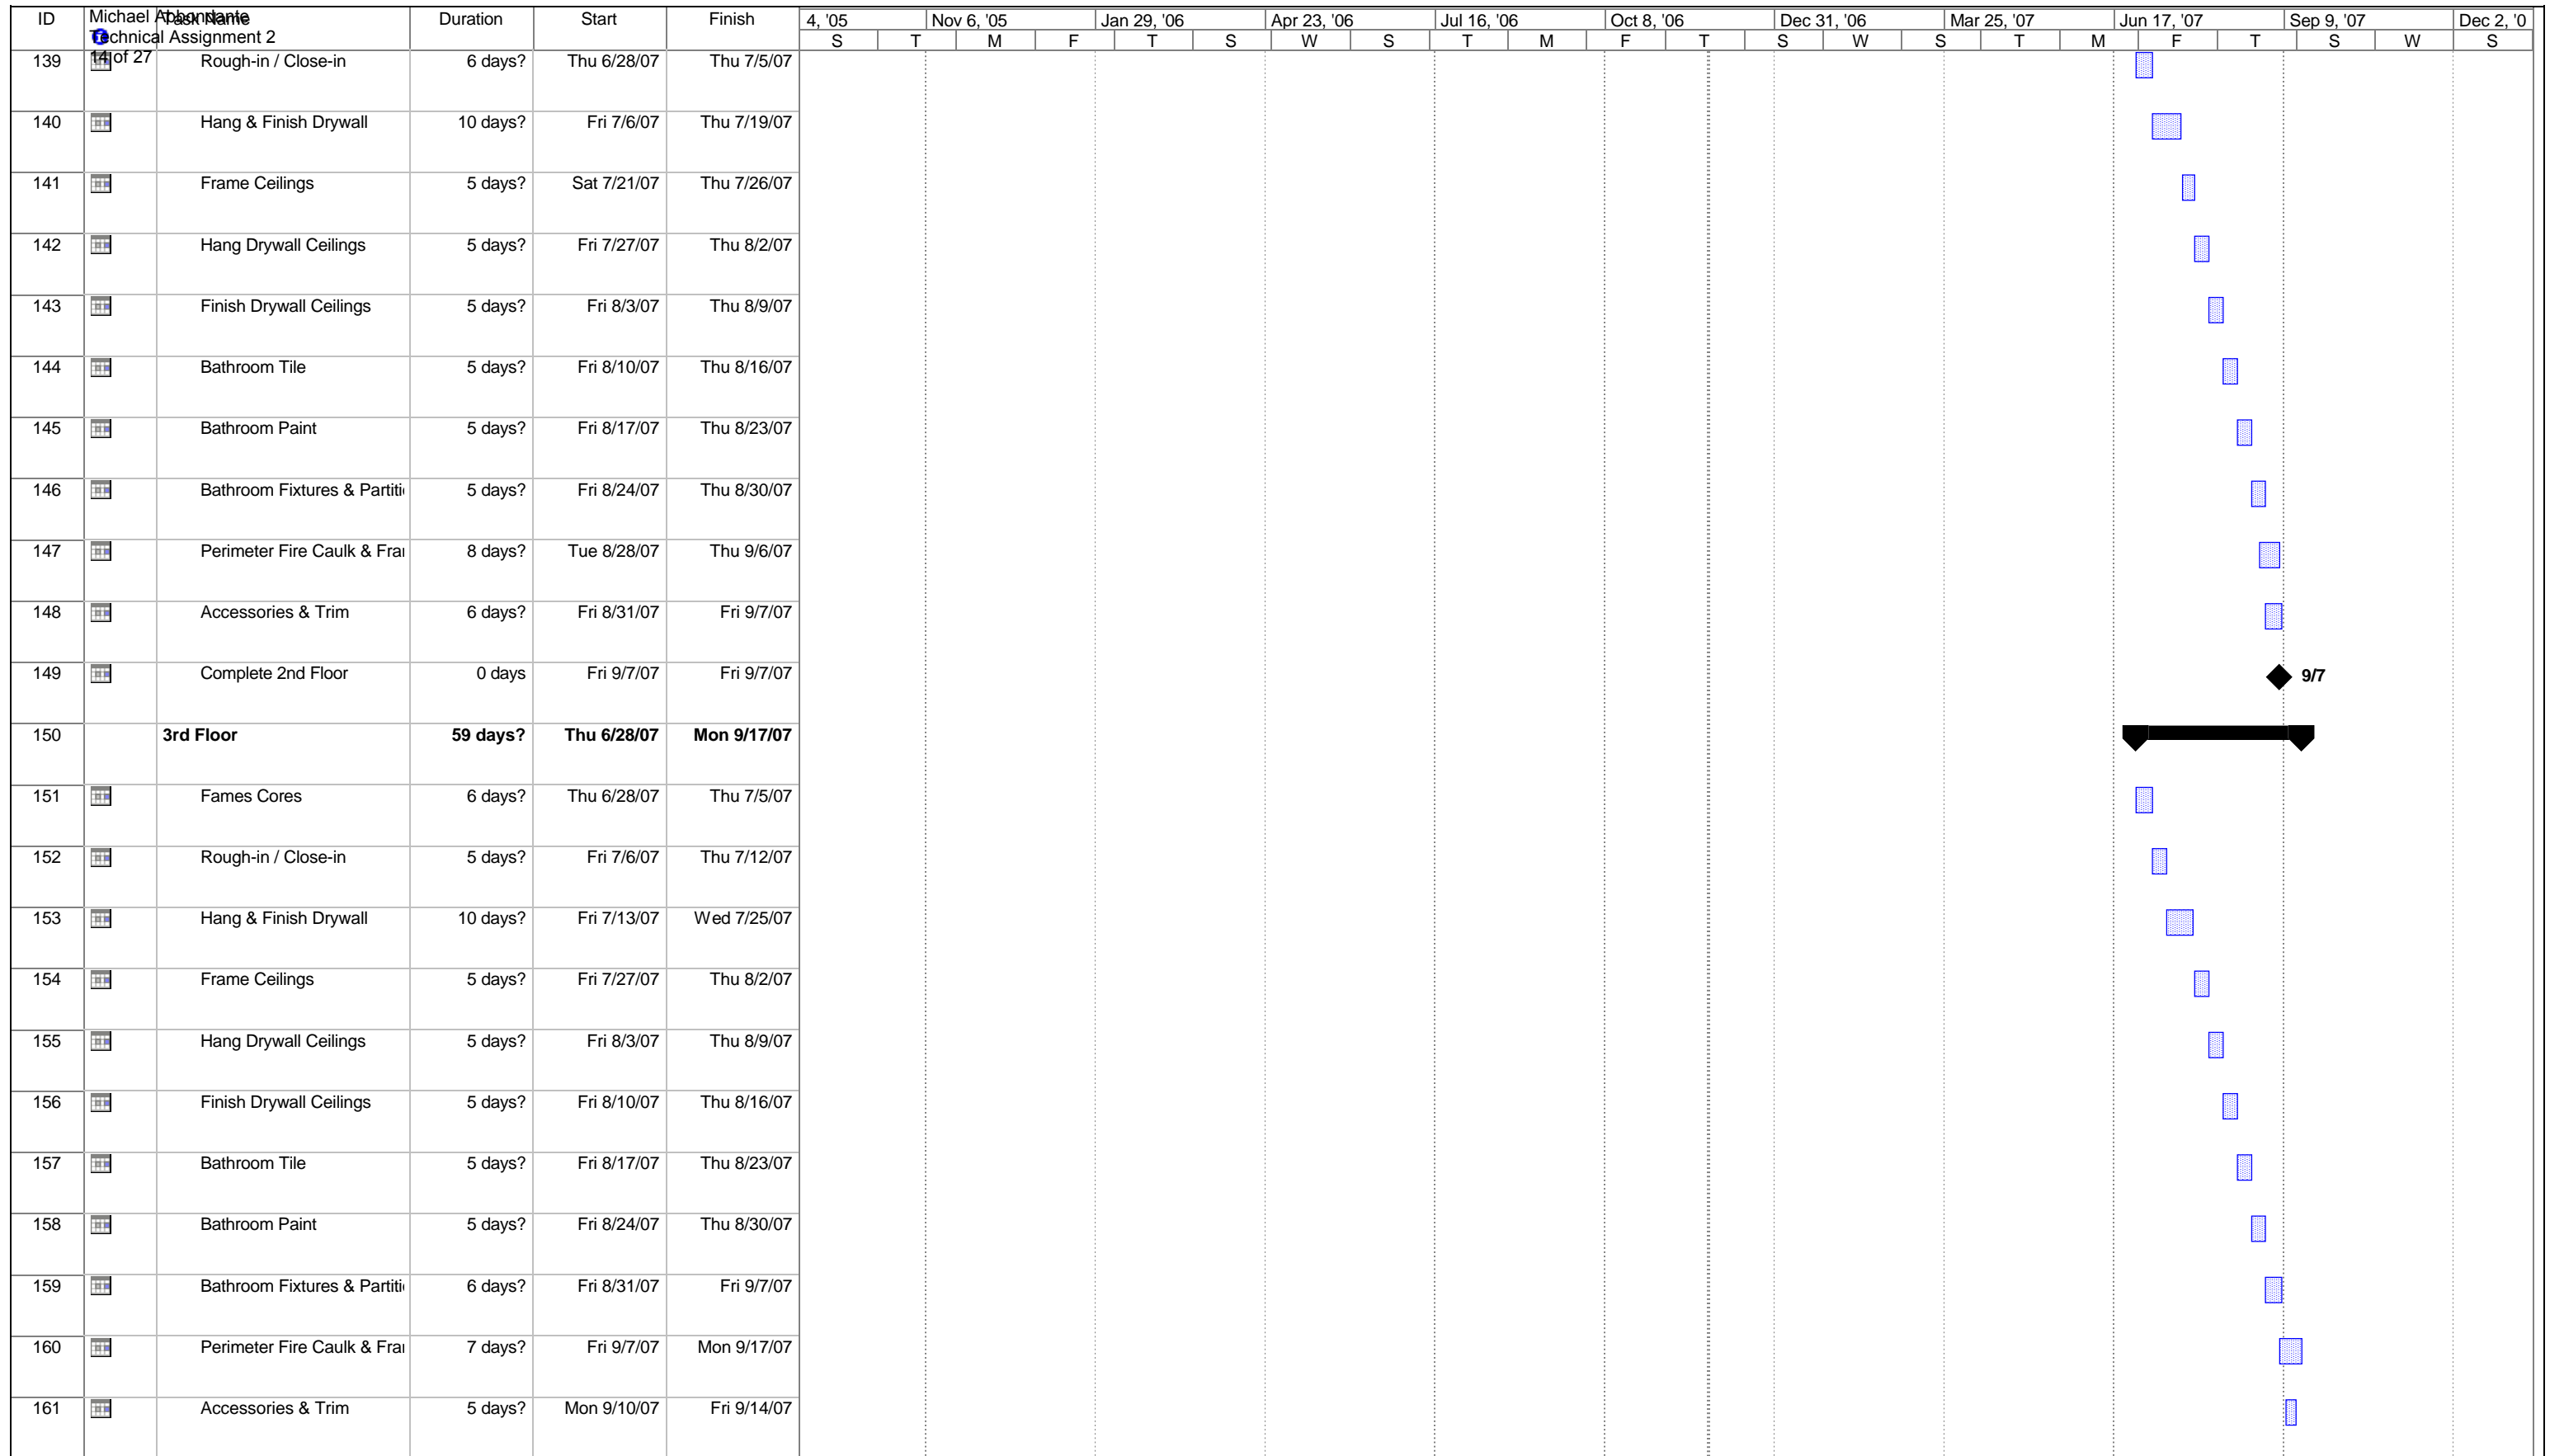 ID Task Name Duration Start Finish 4, '05 Nov 6, '05 Jan 29, '06 Apr 23, '06 Jul 16, '06 Oct 8, '06 Dec 31, '06 Mar 25, '07 Jun 17, '07 Sep 9, '07 Dec 2, '0
S T M F T S W S T M F T S W S T M F T S W S
Michael Abbondante
Technical Assignment 2
14 of 27
139 Rough-in / Close-in 6 days? Thu 6/28/07 Thu 7/5/07
140 Hang & Finish Drywall 10 days? Fri 7/6/07 Thu 7/19/07
141 Frame Ceilings 5 days? Sat 7/21/07 Thu 7/26/07
142 Hang Drywall Ceilings 5 days? Fri 7/27/07 Thu 8/2/07
143 Finish Drywall Ceilings 5 days? Fri 8/3/07 Thu 8/9/07
144 Bathroom Tile 5 days? Fri 8/10/07 Thu 8/16/07
145 Bathroom Paint 5 days? Fri 8/17/07 Thu 8/23/07
146 Bathroom Fixtures & Partiti 5 days? Fri 8/24/07 Thu 8/30/07
147 Perimeter Fire Caulk & Fra 8 days? Tue 8/28/07 Thu 9/6/07
148 Accessories & Trim 6 days? Fri 8/31/07 Fri 9/7/07
149 Complete 2nd Floor 0 days Fri 9/7/07 Fri 9/7/07 9/7
150 3rd Floor 59 days? Thu 6/28/07 Mon 9/17/07
151 Fames Cores 6 days? Thu 6/28/07 Thu 7/5/07
152 Rough-in / Close-in 5 days? Fri 7/6/07 Thu 7/12/07
153 Hang & Finish Drywall 10 days? Fri 7/13/07 Wed 7/25/07
154 Frame Ceilings 5 days? Fri 7/27/07 Thu 8/2/07
155 Hang Drywall Ceilings 5 days? Fri 8/3/07 Thu 8/9/07
156 Finish Drywall Ceilings 5 days? Fri 8/10/07 Thu 8/16/07
157 Bathroom Tile 5 days? Fri 8/17/07 Thu 8/23/07
158 Bathroom Paint 5 days? Fri 8/24/07 Thu 8/30/07
159 Bathroom Fixtures & Partiti 6 days? Fri 8/31/07 Fri 9/7/07
160 Perimeter Fire Caulk & Fra 7 days? Fri 9/7/07 Mon 9/17/07
161 Accessories & Trim 5 days? Mon 9/10/07 Fri 9/14/07